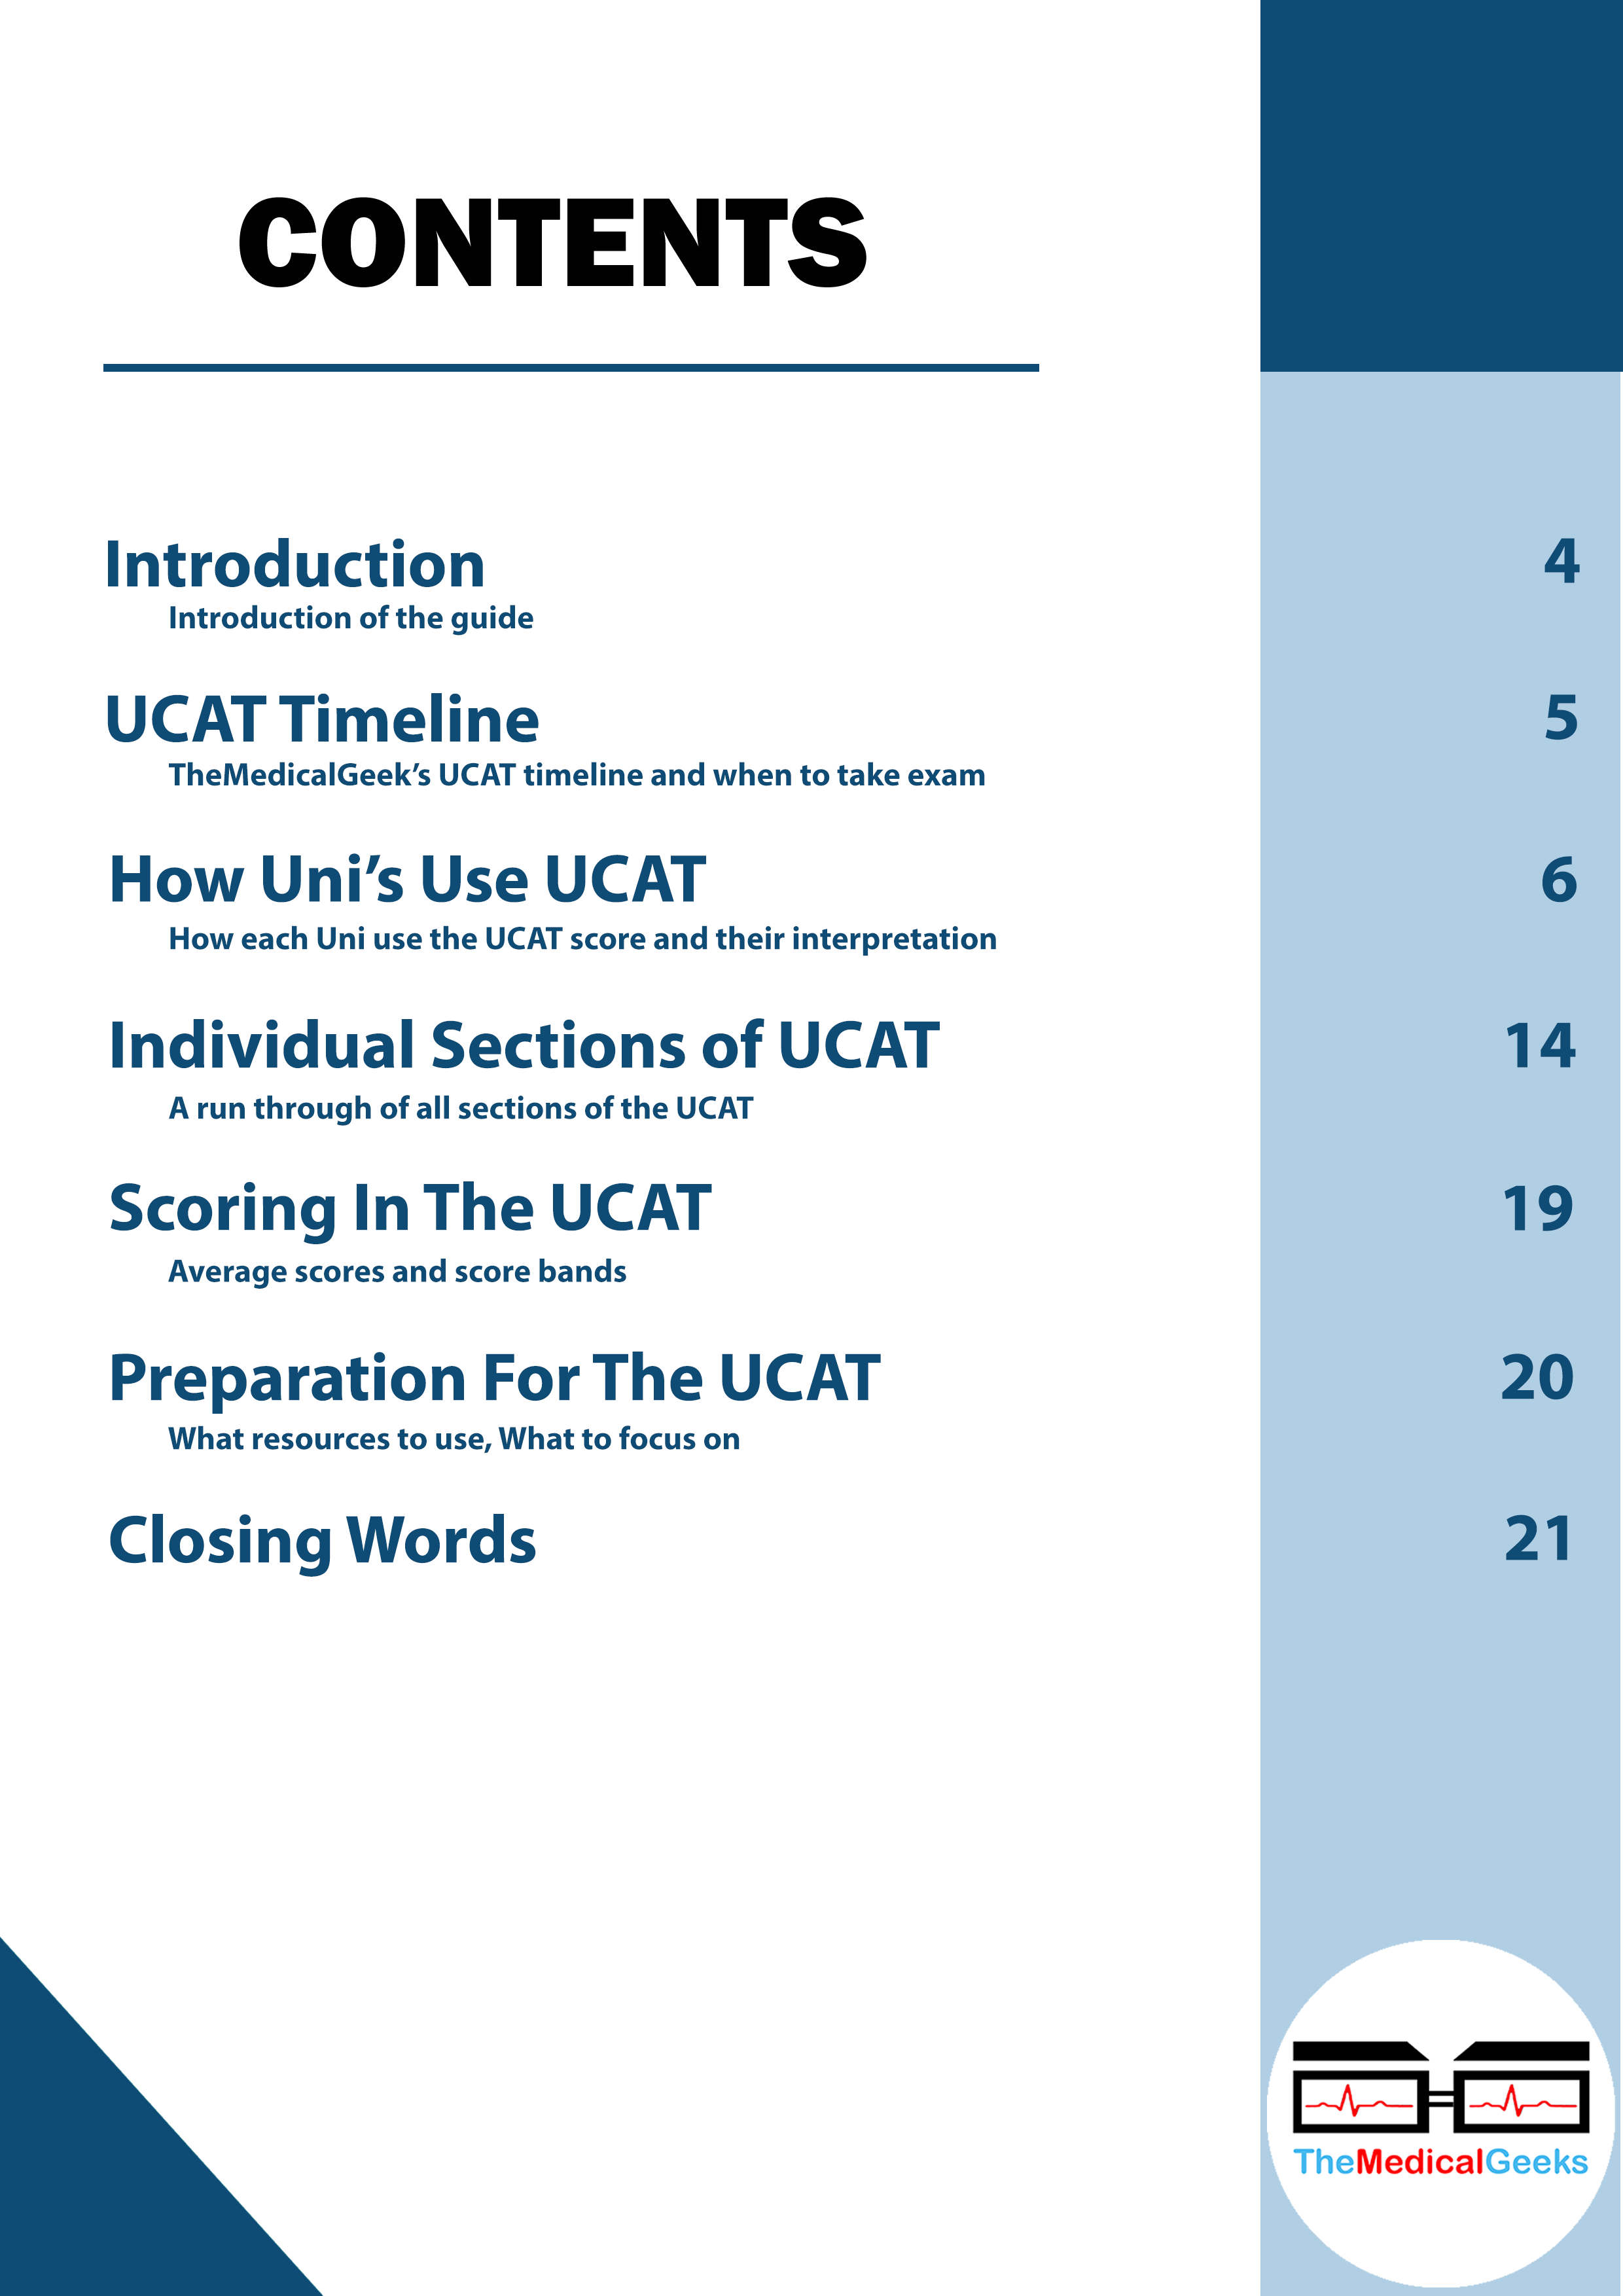 CONTENTS
Introduction 4
Introduction of the guide
UCAT Timeline 5
TheMedicalGeek’s UCAT timeline and when to take exam
How Uni’s Use UCAT 6
How each Uni use the UCAT score and their interpretation
Individual Sections of UCAT 14
A run through of all sections of the UCAT
Scoring In The UCAT 19
Average scores and score bands
Preparation For The UCAT 20
What resources to use, What to focus on
Closing Words 21
TheMedicalGeeks